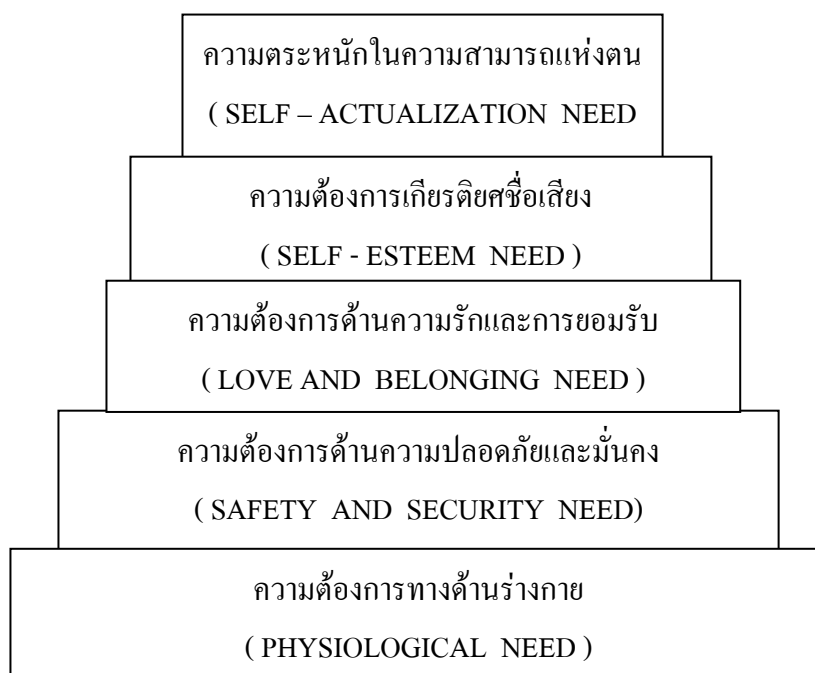 ความตระหนักในความสามารถแห่งตน
( SELF – ACTUALIZATION NEED
ความต้องการเกียรติยศชื่อเสียง
( SELF - ESTEEM NEED )
ความต้องการด้านความรักและการยอมรับ
( LOVE AND BELONGING NEED )
ความต้องการด้านความปลอดภัยและมั่นคง
( SAFETY AND SECURITY NEED)
ความต้องการทางด้านร่างกาย
( PHYSIOLOGICAL NEED )